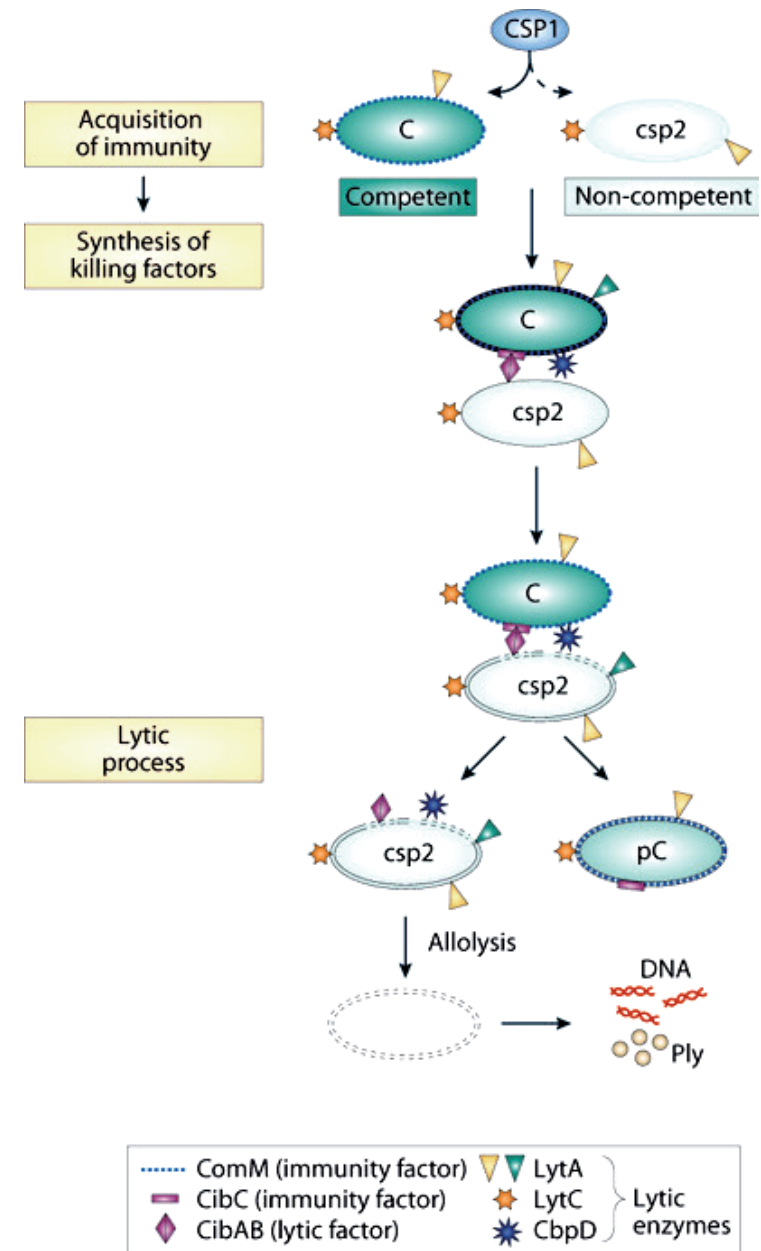 CSP1
Acquisition
of immunity
C
csp2
Competent
Non-competent
Synthesis of
killing factors
C
csp2
C
csp2
Lytic
process
csp2
pC
Allolysis
DNA
Ply
ComM (immunity factor)
CibC (immunity factor)
CibAB (lytic factor)
LytA
LytC
CbpD
Lytic
enzymes